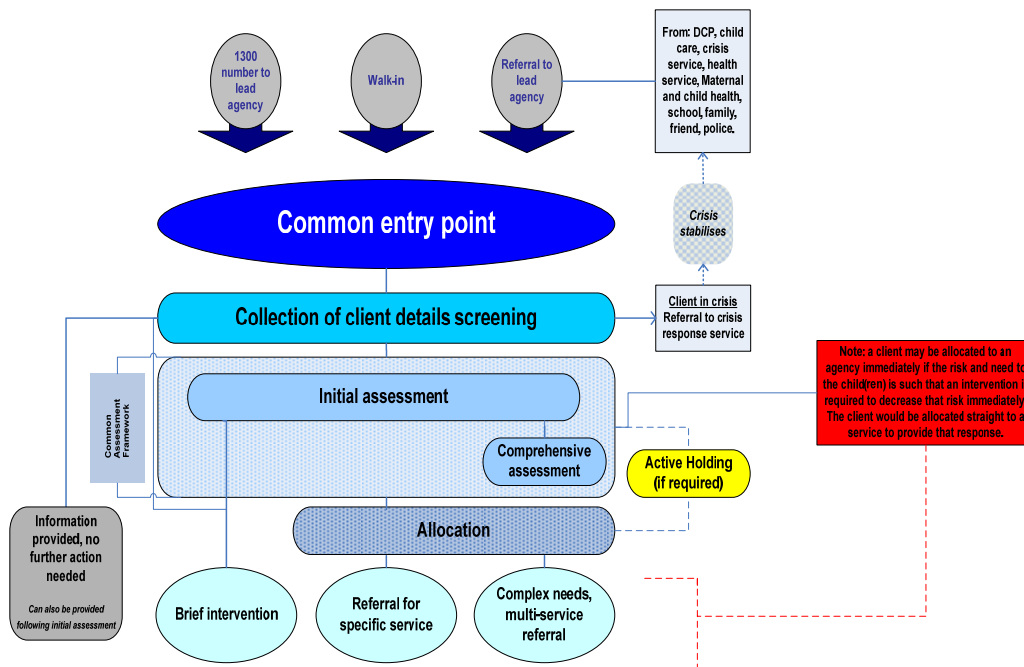 1300
number to
lead
agency
Walk-in
Referral to
lead
agency
From: DCP, child
care, crisis
service, health
service, Maternal
and child health,
school, family,
friend, police.
Common entry point
Crisis
stabilises
Collection of client details screening
Client in crisis
Referral to crisis
response service
Note: a client may be allocated to an
agency immediately if the risk and need to
the child(ren) is such that an intervention i
required to decrease that risk immediately
The client would be allocated straight to a
service to provide that response.
Common
Assessment
Framework
Initial assessment
Comprehensive
assessment
Active Holding
(if required)
Information
provided, no
further action
needed
Can also be provided
following initial assessment
Allocation
Brief intervention
Referral for
specific service
Complex needs,
multi-service
referral